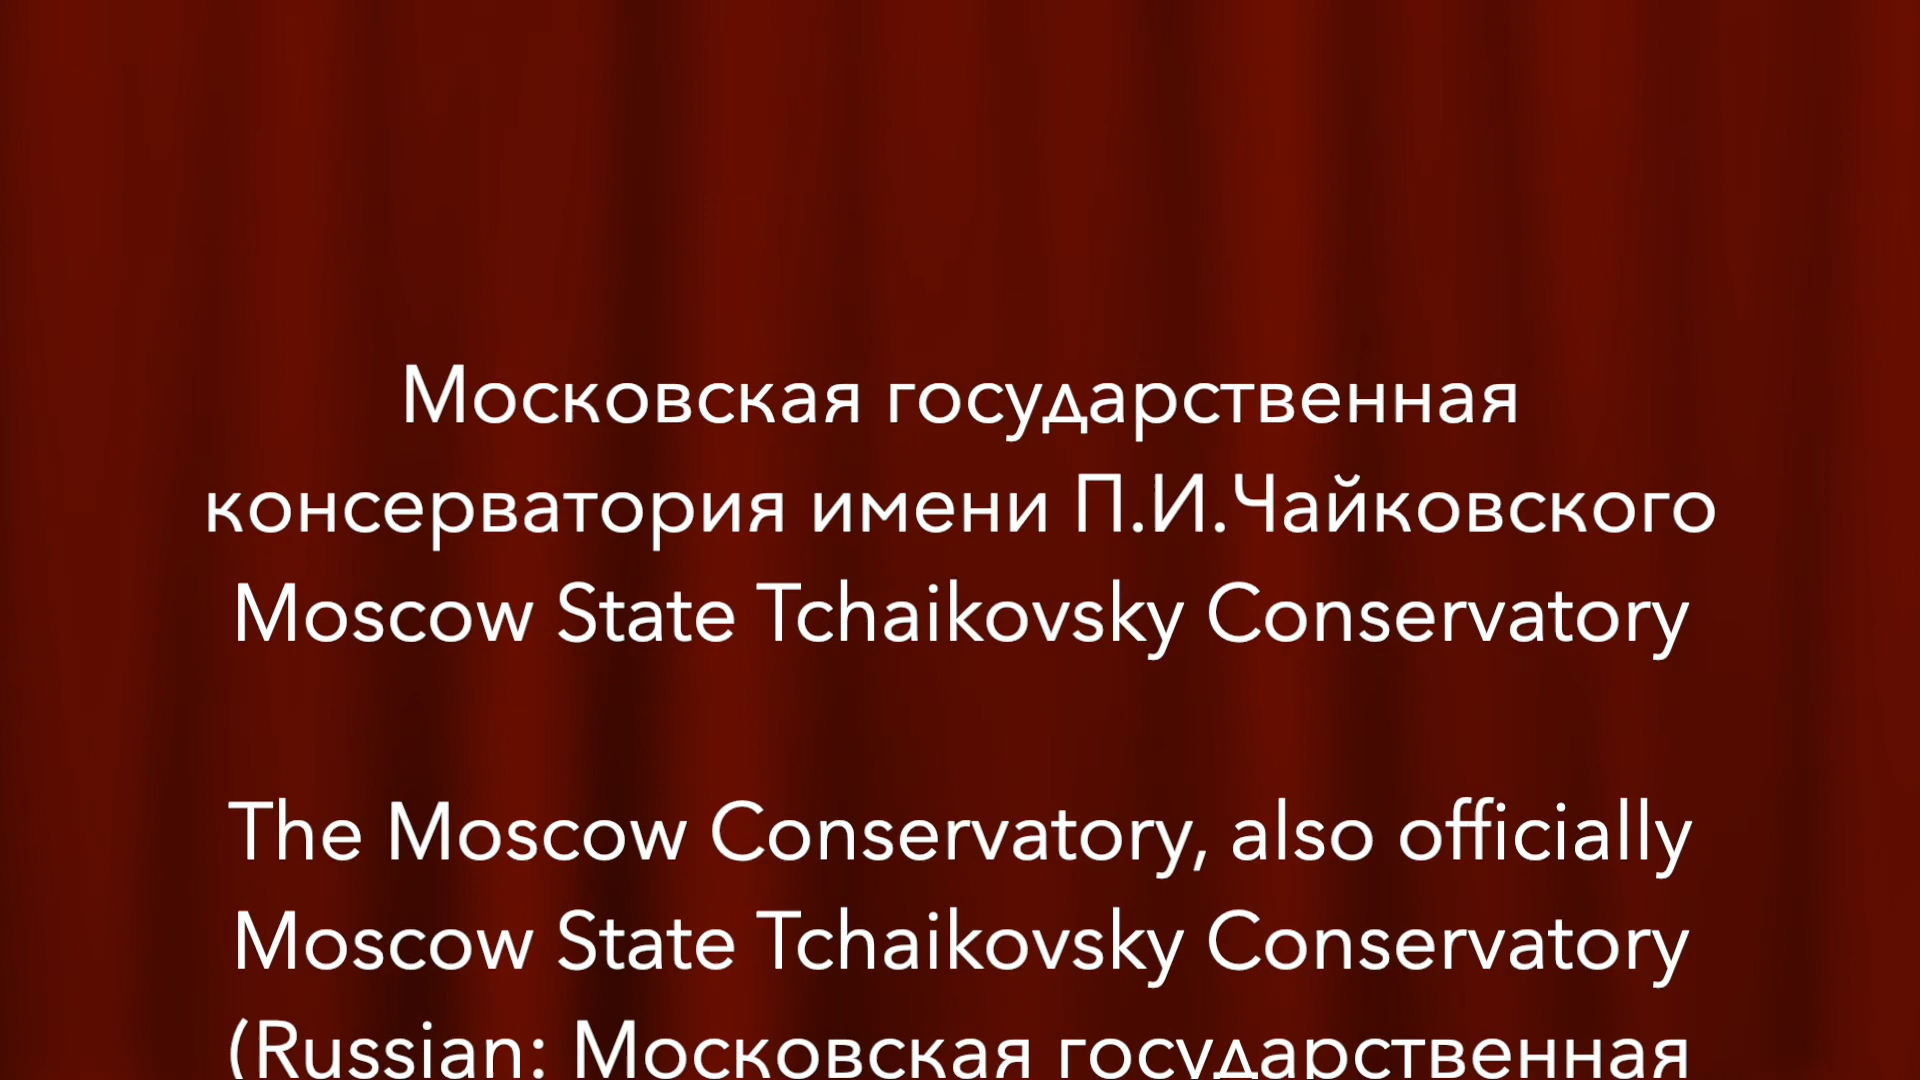 Московская государственная
консерватория имени П.И.Чайковского
Moscow State Tchaikovsky Conservatory
The Moscow Conservatory, also officially
Moscow State Tchaikovsky Conservatory
(Russian: Московская государственная